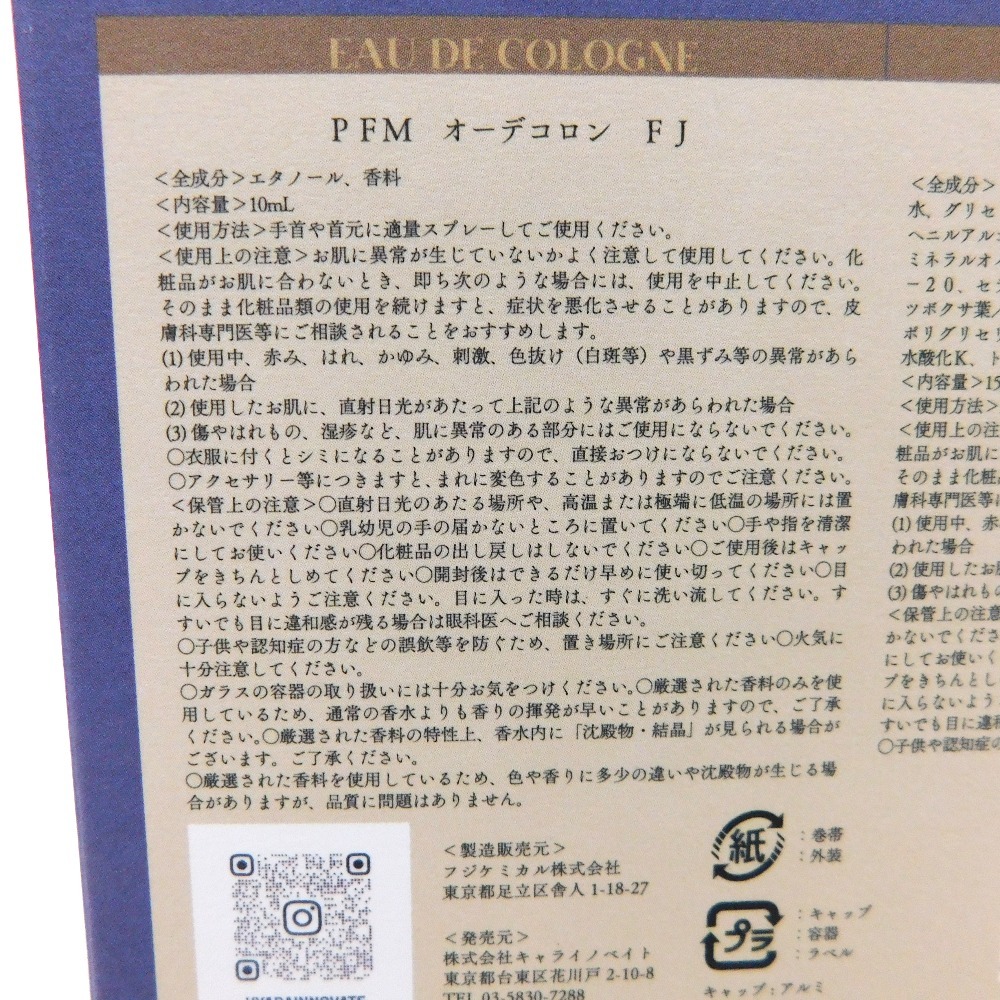 EAU DE COLOGNE
PFM オーデコロン FJ
＜全成分＞エタノール、香料
＜内容量＞10mL
＜使用方法＞手首や首元に適量スプレーしてご使用ください。
＜使用上の注意＞お肌に異常が生じていないかよく注意して使用してください。化
粧品がお肌に合わないとき、即ち次のような場合には、使用を中止してください。
そのまま化粧品類の使用を続けますと、症状を悪化させることがありますので、皮
膚科専門医等にご相談されることをおすすめします。
(1) 使用中、赤み、はれ、かゆみ、刺激、色抜け（白斑等）や黒ずみ等の異常があら
われた場合
(2) 使用したお肌に、直射日光があたって上記のような異常があらわれた場合
(3) 傷やはれもの、湿疹など、肌に異常のある部分にはご使用にならないでください。
○衣服に付くとシミになることがありますので、直接おつけにならないでください。
○アクセサリー等につきますと、まれに変色することがありますのでご注意ください。
＜保管上の注意＞○直射日光のあたる場所や、高温または極端に低温の場所には置
かないでください○乳幼児の手の届かないところに置いてください○手や指を清潔
にしてお使いください○化粧品の出し戻しはしないでください○ご使用後はキャッ
プをきちんとしめてください○開封後はできるだけ早めに使い切ってください○目
に入らないようご注意ください。目に入った時は、すぐに洗い流してください。す
すいでも目に違和感が残る場合は眼科医へご相談ください。
○子供や認知症の方などの誤飲等を防ぐため、置き場所にご注意ください○火気に
十分注意してください。
○ガラスの容器の取り扱いには十分お気をつけください。○厳選された香料のみを使
用しているため、通常の香水よりも香りの揮発が早いことがありますので、ご了承
ください。○厳選された香料の特性上、香水内に「沈殿物・結晶」が見られる場合が
ございます。ご了承ください。
○厳選された香料を使用しているため、色や香りに多少の違いや沈殿物が生じる場
合がありますが、品質に問題はありません。
＜製造販売元＞
フジケミカル株式会社
東京都足立区舎人 1-18-27
＜発売元＞
株式会社キャライノベイト
東京都台東区花川戸 2-10-8
TEL 03-5830-7288
紙
：巻帯
：外装
プラ
：キャップ
：容器
：ラベル
キャップ：アルミ
＜全成分＞
水、グリセ
ミネラルオイ
－20、セテ
ツボクサ葉/
ポリグリセリ
水酸化K、ト
＜内容量＞15
＜使用方法＞
＜使用上の注
粧品がお肌に
そのまま化粧
膚科専門医等
(1) 使用中、赤
われた場合
(2) 使用したお肌
(3) 傷やはれもの
＜保管上の注意
かないでくださ
にしてお使いく
プをきちんとし
に入らないよう
すいでも目に違和
○子供や認知症の